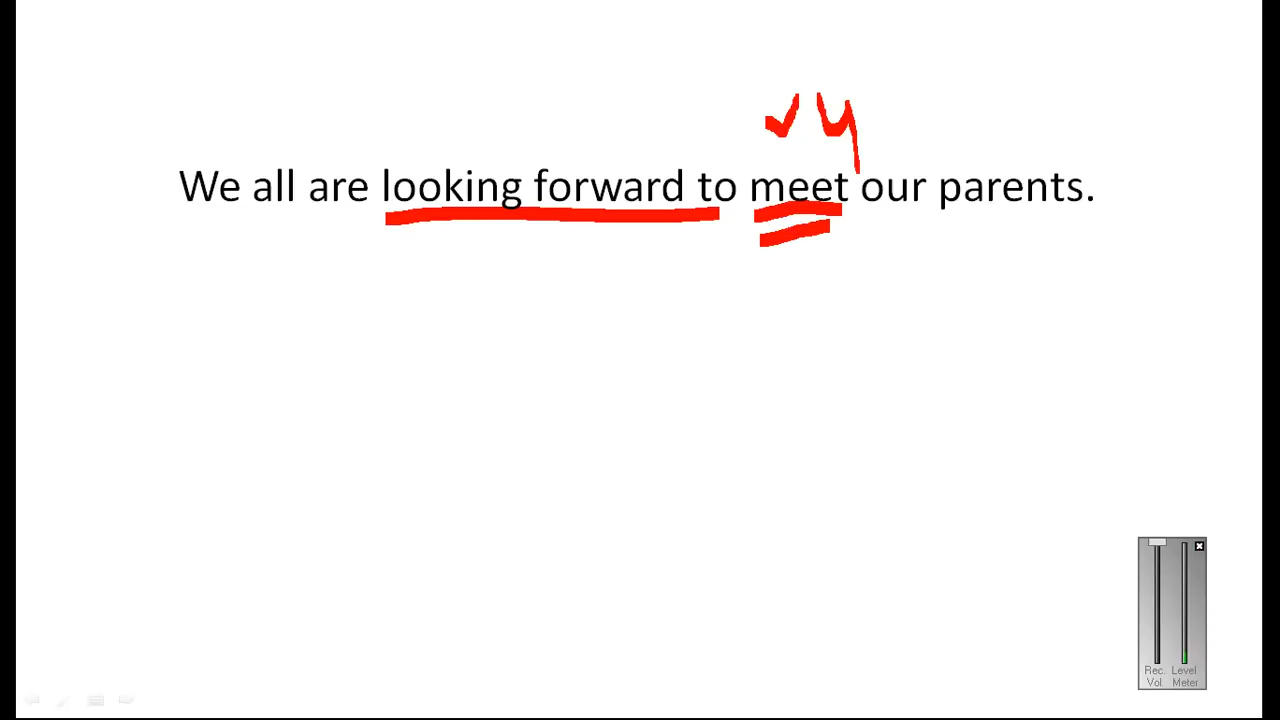 We all are looking forward to meet our parents.
Rec. Level
Vol. Meter